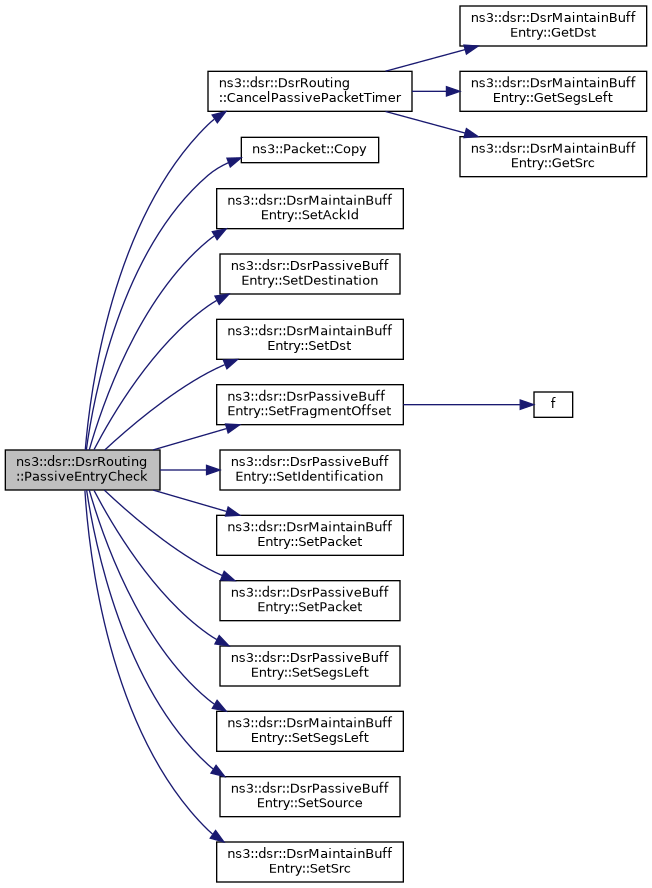 ns3::dsr::DsrMaintainBuff
Entry::GetDst
ns3::dsr::DsrRouting
::CancelPassivePacketTimer
ns3::dsr::DsrMaintainBuff
Entry::GetSegsLeft
ns3::dsr::DsrMaintainBuff
Entry::GetSrc
ns3::Packet::Copy
ns3::dsr::DsrMaintainBuff
Entry::SetAckId
ns3::dsr::DsrPassiveBuff
Entry::SetDestination
ns3::dsr::DsrMaintainBuff
Entry::SetDst
ns3::dsr::DsrPassiveBuff
Entry::SetFragmentOffset
f
ns3::dsr::DsrRouting
::PassiveEntryCheck
ns3::dsr::DsrPassiveBuff
Entry::SetIdentification
ns3::dsr::DsrMaintainBuff
Entry::SetPacket
ns3::dsr::DsrPassiveBuff
Entry::SetPacket
ns3::dsr::DsrPassiveBuff
Entry::SetSegsLeft
ns3::dsr::DsrMaintainBuff
Entry::SetSegsLeft
ns3::dsr::DsrPassiveBuff
Entry::SetSource
ns3::dsr::DsrMaintainBuff
Entry::SetSrc